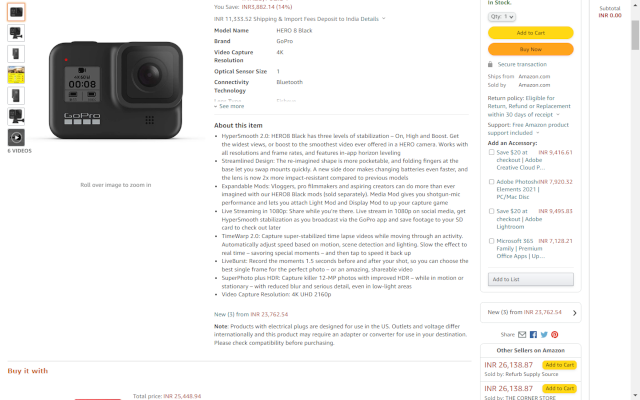 You Save: INR3,882.14 (14%)
INR 11,333.52 Shipping & Import Fees Deposit to India Details
Model Name HERO 8 Black
Brand GoPro
Video Capture Resolution 4K
Optical Sensor Size 1
Connectivity Technology Bluetooth
See more
GoPro
00:08
6 VIDEOS
Roll over image to zoom in
About this item
HyperSmooth 2.0: HERO8 Black has three levels of stabilization – On, High and Boost. Get
the widest views, or boost to the smoothest video ever offered in a HERO camera. Works with
all resolutions and frame rates, and features in-app horizon leveling
Streamlined Design: The re-imagined shape is more pocketable, and folding fingers at the
base let you swap mounts quickly. A new side door makes changing batteries even faster, and
the lens is now 2x more impact-resistant compared to previous models
Expandable Mods: Vloggers, pro filmmakers and aspiring creators can do more than ever
imagined with our HERO8 Black mods (sold separately). Media Mod gives you shotgun-mic
performance and lets you attach Light Mod and Display Mod to up your capture game
Live Streaming in 1080p: Share while you're there. Live stream in 1080p on social media, get
HyperSmooth stabilization as you broadcast via the GoPro app and save footage to your SD
card to check out later
TimeWarp 2.0: Capture super-stabilized time lapse videos while moving through an activity.
Automatically adjust speed based on motion, scene detection and lighting. Slow the effect to
real time – savoring special moments – and then tap to speed it back up
LiveBurst: Record the moments 1.5 seconds before and after your shot, so you can choose the
best single frame for the perfect photo – or an amazing, shareable video
SuperPhoto plus HDR: Capture killer 12-MP photos with improved HDR – while in motion or
stationary – with reduced blur and serious detail, even in low-light areas
Video Capture Resolution: 4K UHD 2160p
New (3) from INR 23,762.54
Note: Products with electrical plugs are designed for use in the US. Outlets and voltage differ
internationally and this product may require an adapter or converter for use in your destination.
Please check compatibility before purchasing.
Buy it with
Total price: INR 25,448.94
In Stock.
Qty: 1
Add to Cart
Buy Now
Secure transaction
Ships from Amazon.com
Sold by Amazon.com
Return policy: Eligible for
Return, Refund or Replacement
within 30 days of receipt
Support: Free Amazon product
support included
Add an Accessory:
Save $20 at checkout | Adobe Creative Cloud P... INR 9,416.61
Adobe Photosh Elements 2021 | PC/Mac Disc INR 7,920.52
Save $20 at checkout | Adobe Lightroom INR 9,495.83
Microsoft 365 Family | Premium Office Apps | Up... INR 7,128.21
Add to List
New (3) from INR 23,762.54
Share
Other Sellers on Amazon
INR 26,138.87 Add to Cart
Sold by: Refurb Supply Source
INR 26,138.87 Add to Cart
Sold by: THE CORNER STORE
Subtotal
INR 0.00